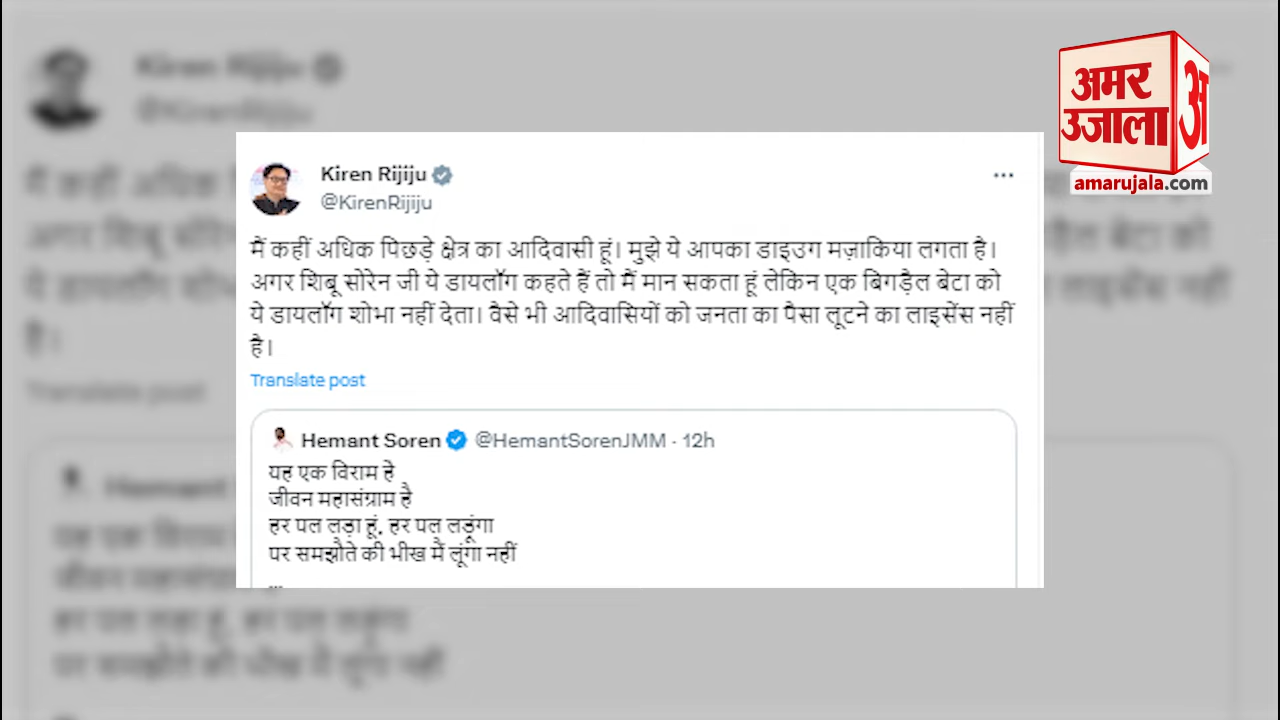 अमर
उजाला
अ
amarujala.com
Kiren Rijiju
@KirenRijiju
मैं कहीं अधिक पिछड़े क्षेत्र का आदिवासी हूं। मुझे ये आपका डाइउग मज़ाकिया लगता है।
अगर शिबू सोरेन जी ये डायलॉग कहते हैं तो मैं मान सकता हूं लेकिन एक बिगड़ैल बेटा को
ये डायलॉग शोभा नहीं देता। वैसे भी आदिवासियों को जनता का पैसा लूटने का लाइसेंस नहीं
है।
Translate post
Hemant Soren @HemantSorenJMM · 12h
यह एक विराम है
जीवन महासंग्राम है
हर पल लड़ा हूं, हर पल लड़ूंगा
पर समझौते की भीख मैं लूंगा नहीं
...